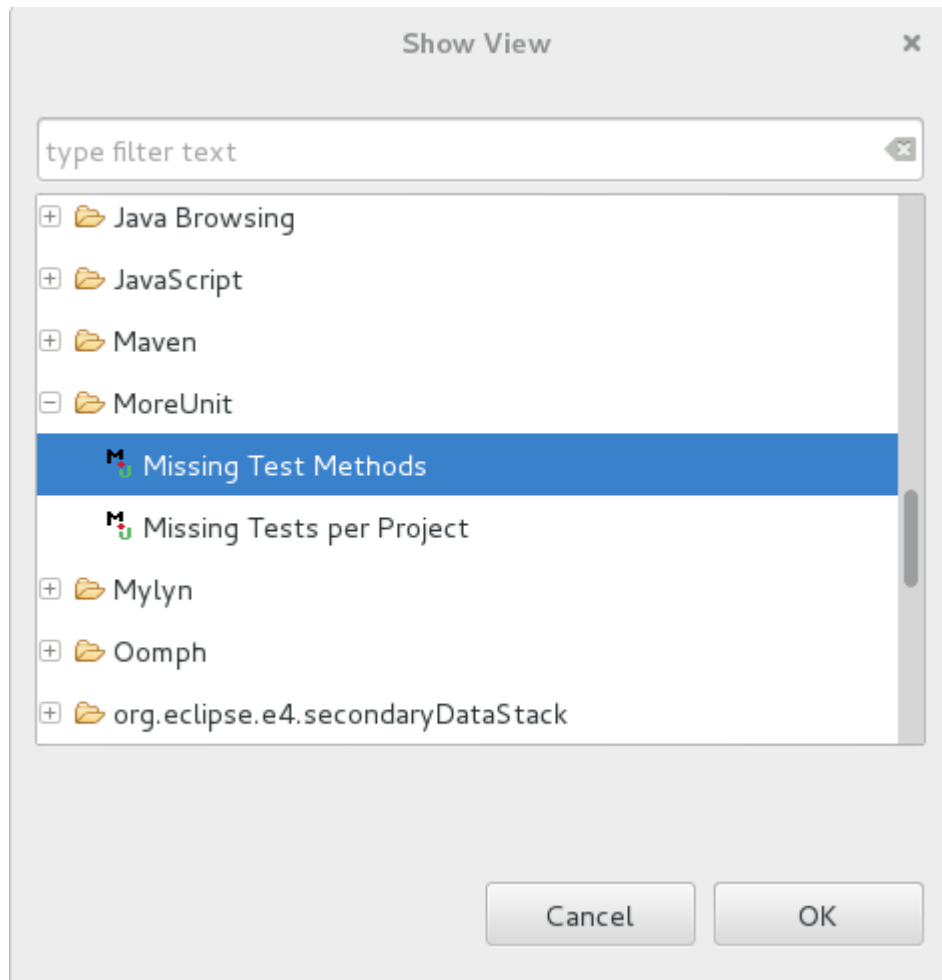 Show View
type filter text
Java Browsing
JavaScript
Maven
MoreUnit
Missing Test Methods
Missing Tests per Project
Mylyn
Oomph
org.eclipse.e4.secondaryDataStack
Cancel
OK